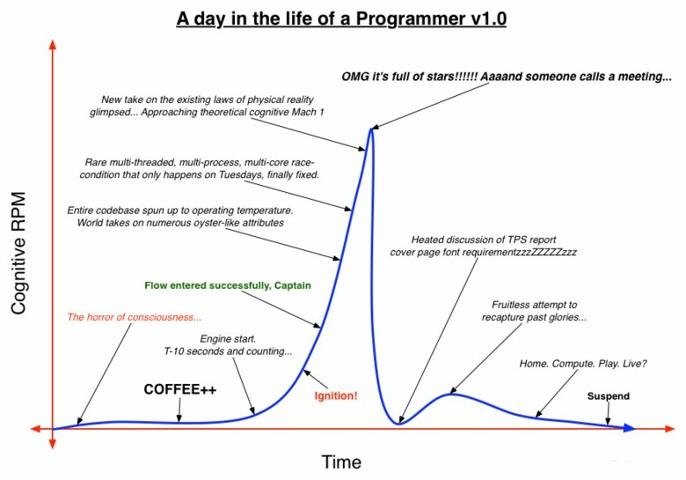 A day in the life of a Programmer v1.0
OMG it's full of stars!!!!!! Aaaand someone calls a meeting...
New take on the existing laws of physical reality
glimpsed... Approaching theoretical cognitive Mach 1
Rare multi-threaded, multi-process, multi-core race-
condition that only happens on Tuesdays, finally fixed.
Entire codebase spun up to operating temperature.
World takes on numerous oyster-like attributes
Heated discussion of TPS report
cover page font requirementzzzZZZZZzzz
Flow entered successfully, Captain
Fruitless attempt to
recapture past glories...
The horror of consciousness...
Engine start.
T-10 seconds and counting...
Home. Compute. Play. Live?
COFFEE++
Ignition!
Suspend
Cognitive RPM
Time